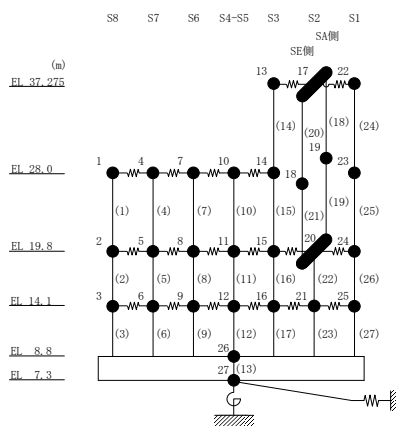 S8 S7 S6 S4-S5 S3 S2 S1
SA側
SE側
(m)
13 17 22
EL 37,275
(14) (20) (18) (24)
1 4 7 10 14 19 23
EL 28.0
18
(1) (4) (7) (10) (15) (21) (19) (25)
2 5 8 11 15 20 24
EL 19.8
(2) (5) (8) (11) (16) (22) (26)
3 6 9 12 16 21 25
EL 14.1
(3) (6) (9) (12) (17) (23) (27)
26
EL 8.8
27 (13)
EL 7.3